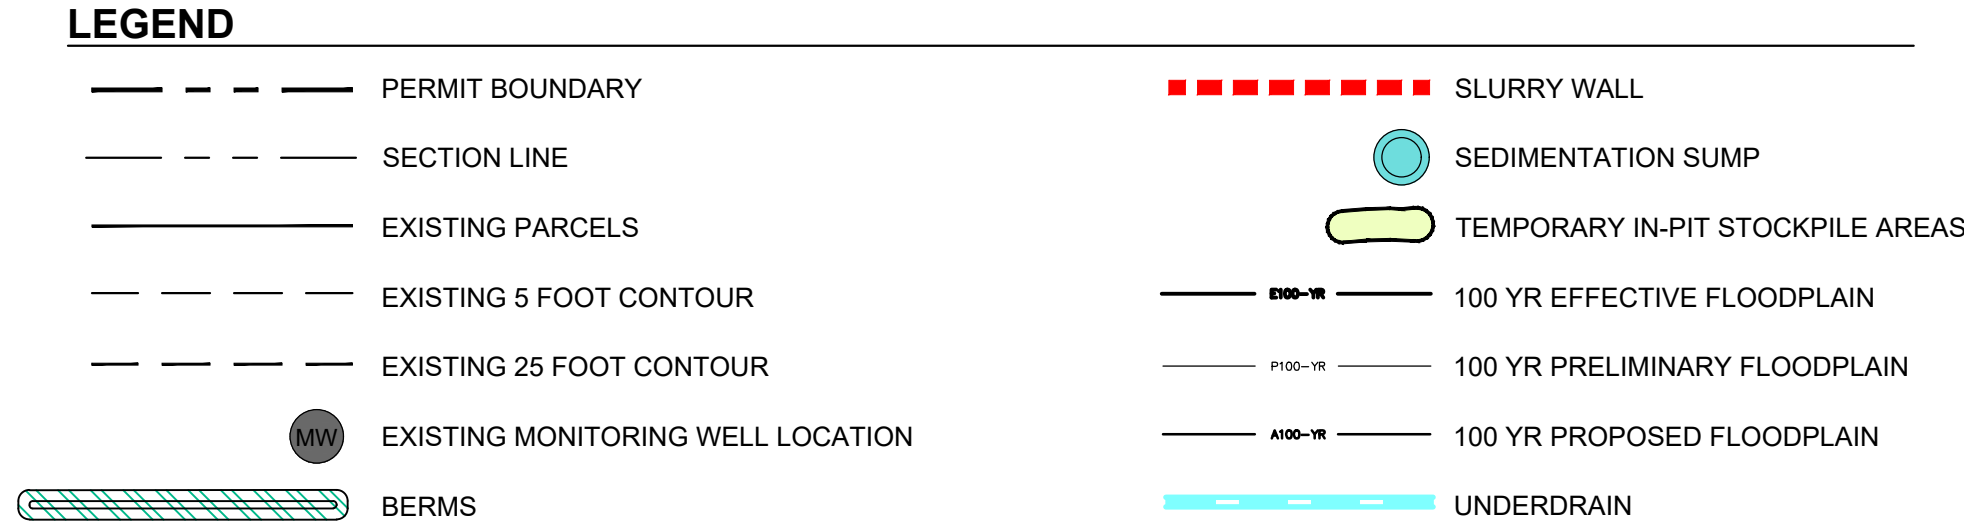 LEGEND
PERMIT BOUNDARY
SECTION LINE
EXISTING PARCELS
EXISTING 5 FOOT CONTOUR
EXISTING 25 FOOT CONTOUR
MW EXISTING MONITORING WELL LOCATION
BERMS
SLURRY WALL
SEDIMENTATION SUMP
TEMPORARY IN-PIT STOCKPILE AREAS
E100-YR 100 YR EFFECTIVE FLOODPLAIN
P100-YR 100 YR PRELIMINARY FLOODPLAIN
A100-YR 100 YR PROPOSED FLOODPLAIN
UNDERDRAIN